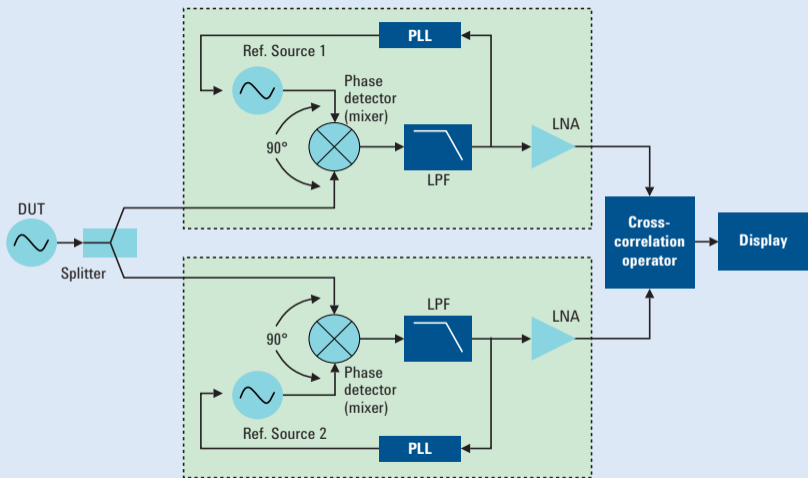 PLL
Ref. Source 1
Phase
detector
(mixer)
90°
LPF
LNA
DUT
Splitter
Cross-
correlation
operator
Display
LPF
LNA
90°
Phase
detector
(mixer)
Ref. Source 2
PLL